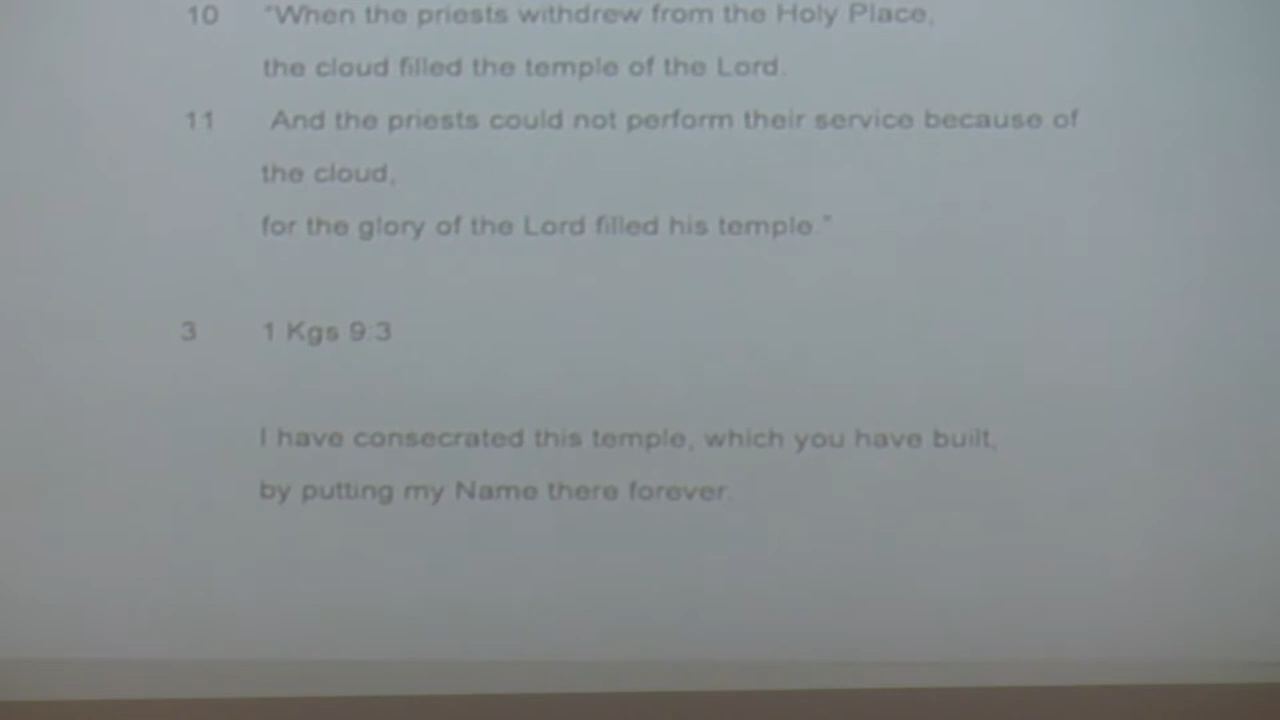 10 "When the priests withdrew from the Holy Place,
the cloud filled the temple of the Lord.
11 And the priests could not perform their service because of
the cloud,
for the glory of the Lord filled his temple."
3 1 Kgs 9:3
I have consecrated this temple, which you have built,
by putting my Name there forever.